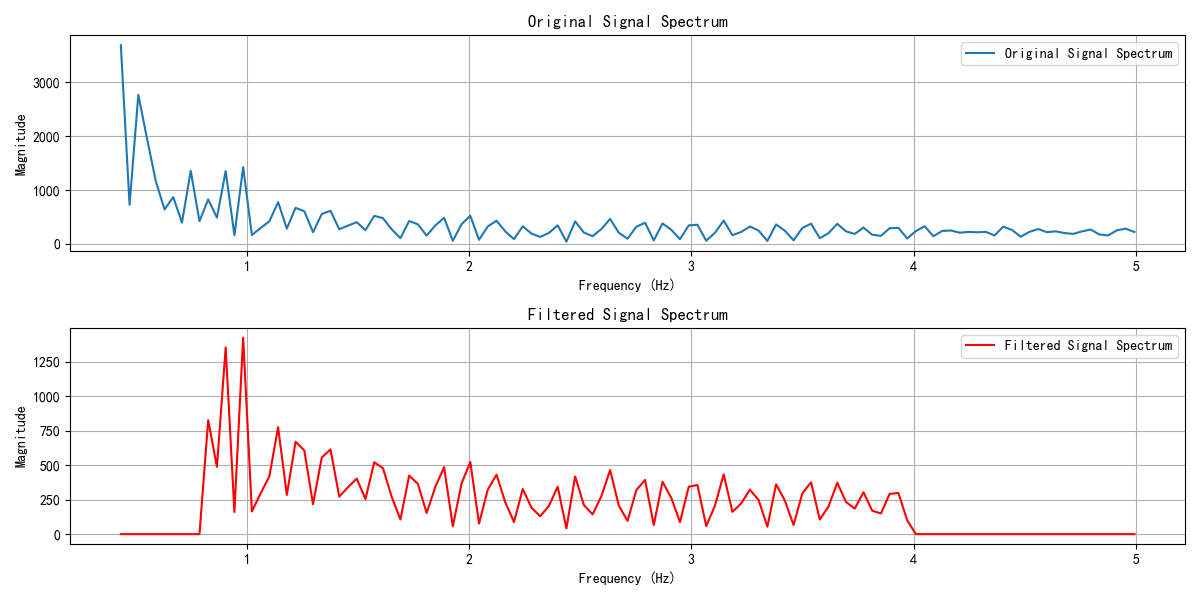 Original Signal Spectrum
Original Signal Spectrum
Magnitude
3000
2000
1000
0
1 2 3 4 5
Frequency (Hz)
Filtered Signal Spectrum
Filtered Signal Spectrum
Magnitude
1250
1000
750
500
250
0
1 2 3 4 5
Frequency (Hz)